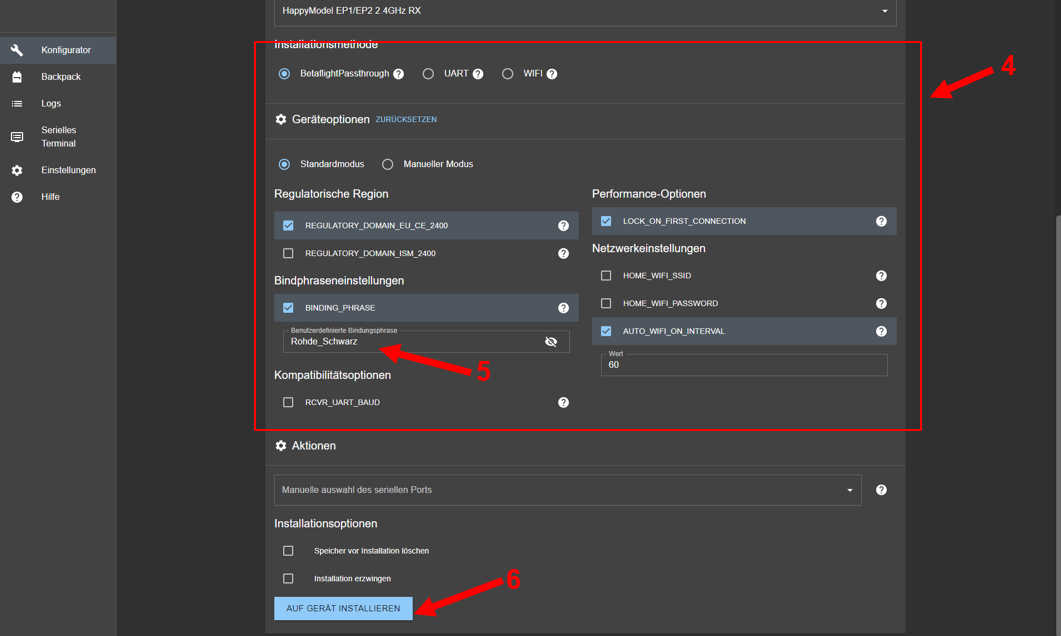 HappyModel EP1/EP2 2.4GHz RX
Konfigurator
Backpack
Logs
Serielles
Terminal
Einstellungen
Hilfe
Installationsmethode
BetaflightPassthrough ? UART ? WIFI ?
4
Geräteoptionen ZURÜCKSETZEN
Standardmodus Manueller Modus
Regulatorische Region
REGULATORY_DOMAIN_EU_CE_2400 ?
REGULATORY_DOMAIN_ISM_2400 ?
Bindphraseneinstellungen
BINDING_PHRASE ?
Benutzerdefinierte Bindungsphrase
Rohde_Schwarz
5
Kompatibilitätsoptionen
RCVR_UART_BAUD ?
Performance-Optionen
LOCK_ON_FIRST_CONNECTION ?
Netzwerkeinstellungen
HOME_WIFI_SSID ?
HOME_WIFI_PASSWORD ?
AUTO_WIFI_ON_INTERVAL ?
Wert
60
Aktionen
Manuelle auswahl des seriellen Ports ?
Installationsoptionen
Speicher vor Installation löschen
Installation erzwingen
6
AUF GERÄT INSTALLIEREN